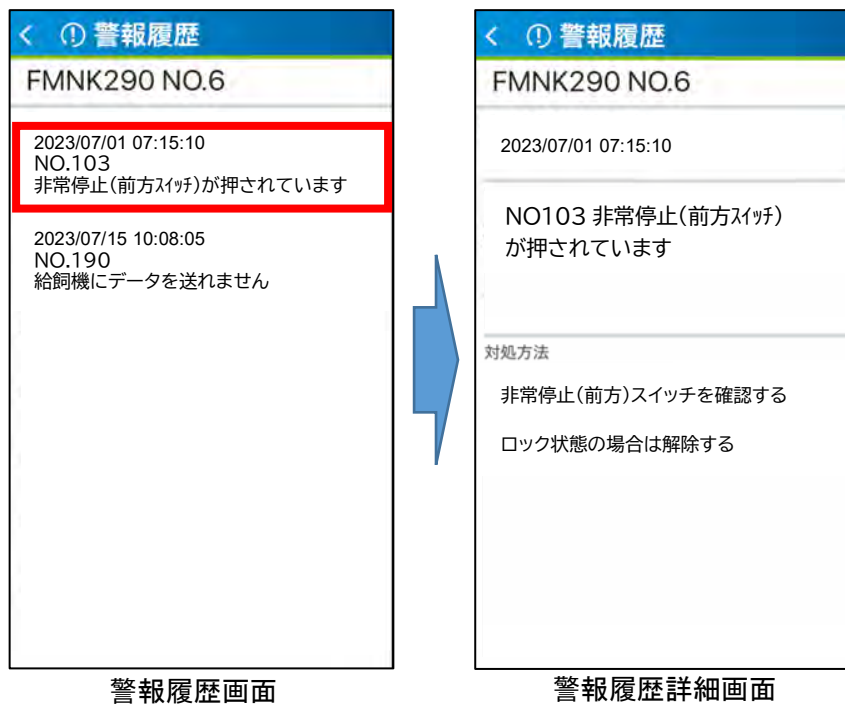 警報履歴
FMNK290 NO.6
2023/07/01 07:15:10
NO.103
非常停止(前方ｽｲｯﾁ)が押されています
2023/07/15 10:08:05
NO.190
給飼機にデータを送れません
警報履歴画面
警報履歴
FMNK290 NO.6
2023/07/01 07:15:10
NO103 非常停止(前方ｽｲｯﾁ)
が押されています
対処方法
非常停止(前方)スイッチを確認する
ロック状態の場合は解除する
警報履歴詳細画面